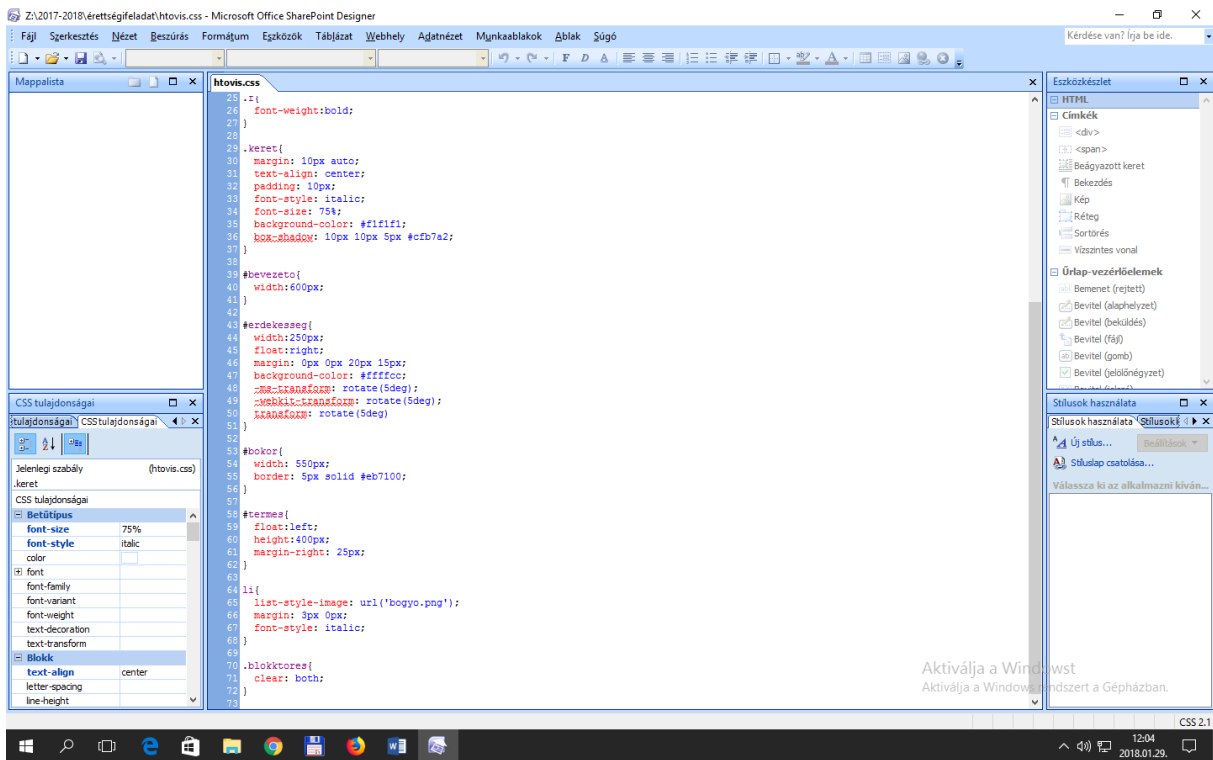 Z:\2017-2018\érettségifeladat\htovis.css - Microsoft Office SharePoint Designer
Fájl Szerkesztés Nézet Beszúrás Formátum Eszközök Táblázat Webhely Adatnézet Munkaablakok Ablak Súgó
Kérdése van? Írja be ide.
Mappalista
htovis.css
25 .z{
26 font-weight:bold;
27 }
28
29 .keret{
30 margin: 10px auto;
31 text-align: center;
32 padding: 10px;
33 font-style: italic;
34 font-size: 75%;
35 background-color: #f1f1f1;
36 box-shadow: 10px 10px 5px #cfb7a2;
37 }
38
39 #bevezeto{
40 width:600px;
41 }
42
43 #erdekesseg{
44 width:250px;
45 float:right;
46 margin: 0px 0px 20px 15px;
47 background-color: #ffffcc;
48 -ms-transform: rotate(5deg);
49 -webkit-transform: rotate(5deg);
50 transform: rotate(5deg)
51 }
52
53 #bokor{
54 width: 550px;
55 border: 5px solid #eb7100;
56 }
57
58 #termes{
59 float:left;
60 height:400px;
61 margin-right: 25px;
62 }
63
64 li{
65 list-style-image: url('bogyo.png');
66 margin: 3px 0px;
67 font-style: italic;
68 }
69
70 .blokktores{
71 clear: both;
72 }
73
CSS tulajdonságai
tulajdonságai CSS tulajdonságai
Jelenlegi szabály (htovis.css)
.keret
CSS tulajdonságai
Betűtípus
font-size 75%
font-style italic
color
font
font-family
font-variant
font-weight
text-decoration
text-transform
Blokk
text-align center
letter-spacing
line-height
Eszközkészlet
HTML
Címkék
<div>
<span>
Beágyazott keret
Bekezdés
Kép
Réteg
Sortörés
Vízszintes vonal
Űrlap-vezérlőelemek
Bemenet (rejtett)
Bevitel (alaphelyzet)
Bevitel (beküldés)
Bevitel (fájl)
Bevitel (gomb)
Bevitel (jelölőnégyzet)
Stílusok használata
Stílusok használata Stílusok
Új stílus... Beállítások
Stíluslap csatolása...
Válassza ki az alkalmazni kíván...
Aktiválja a Windowst
Aktiválja a Windows rendszert a Gépházban.
CSS 2.1
12:04
2018.01.29.